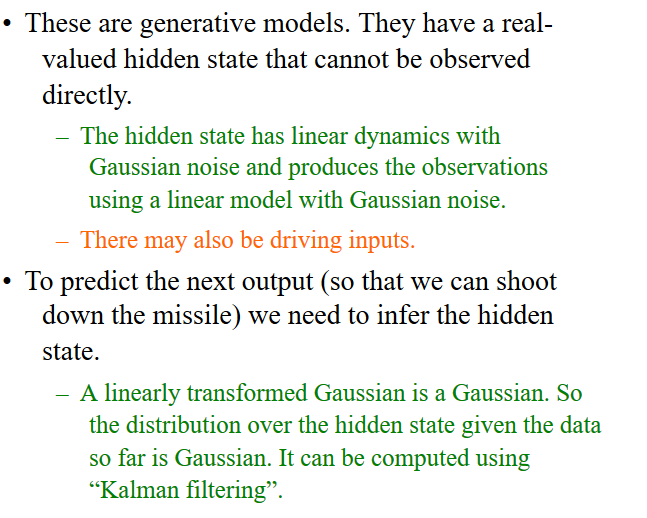 • These are generative models. They have a real-
valued hidden state that cannot be observed
directly.
– The hidden state has linear dynamics with
Gaussian noise and produces the observations
using a linear model with Gaussian noise.
– There may also be driving inputs.
• To predict the next output (so that we can shoot
down the missile) we need to infer the hidden
state.
– A linearly transformed Gaussian is a Gaussian. So
the distribution over the hidden state given the data
so far is Gaussian. It can be computed using
“Kalman filtering”.